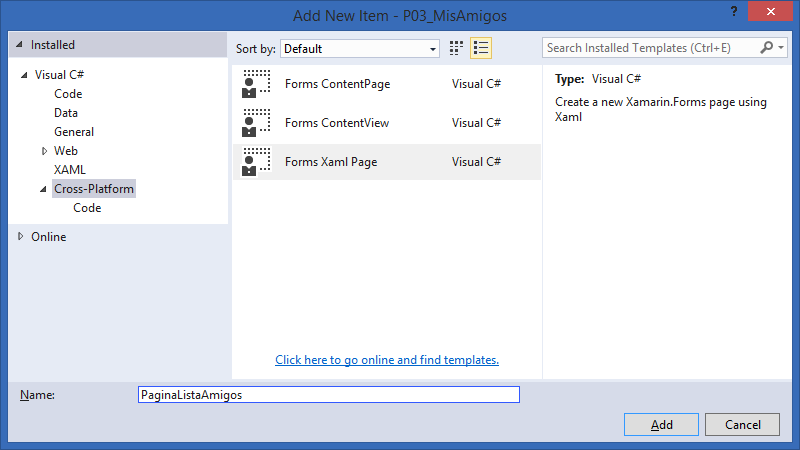 Add New Item - P03_MisAmigos
?
Installed
Sort by: Default
Search Installed Templates (Ctrl+E)
Visual C#
Code
Data
General
Web
XAML
Cross-Platform
Code
Online
Forms ContentPage Visual C#
Forms ContentView Visual C#
Forms Xaml Page Visual C#
Type: Visual C#
Create a new Xamarin.Forms page using
Xaml
Click here to go online and find templates.
Name: PaginaListaAmigos
Add Cancel